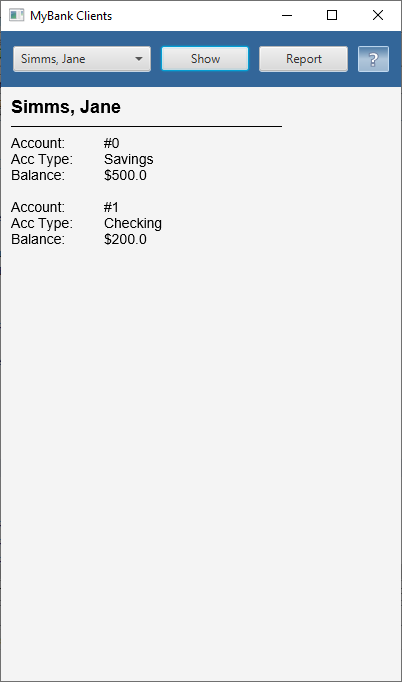 MyBank Clients
Simms, Jane Show Report ?
Simms, Jane
Account: #0
Acc Type: Savings
Balance: $500.0
Account: #1
Acc Type: Checking
Balance: $200.0